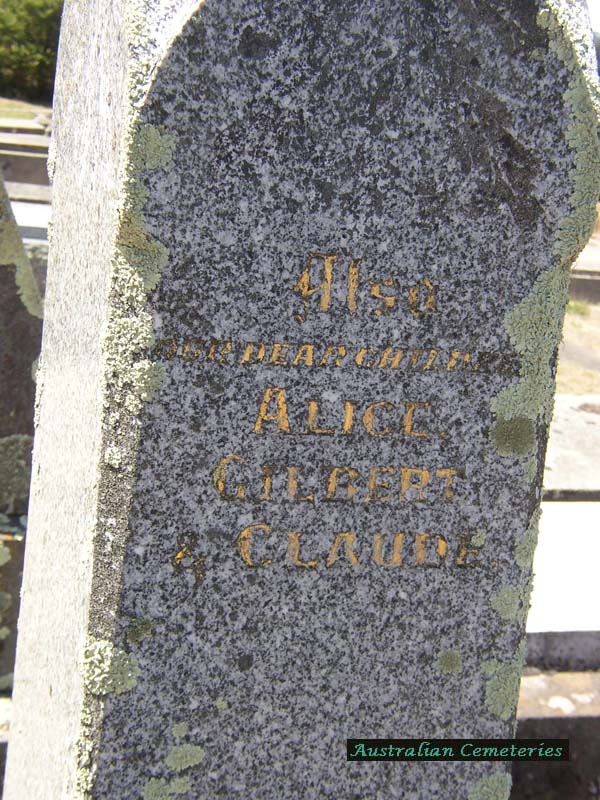 Also
OUR DEAR CHILDREN
ALICE.
GILBERT
& CLAUDE.
Australian Cemeteries